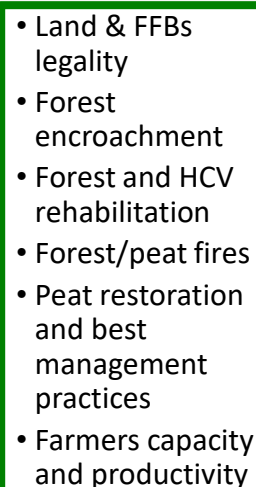 • Land & FFBs
legality
• Forest
encroachment
• Forest and HCV
rehabilitation
• Forest/peat fires
• Peat restoration
and best
management
practices
• Farmers capacity
and productivity